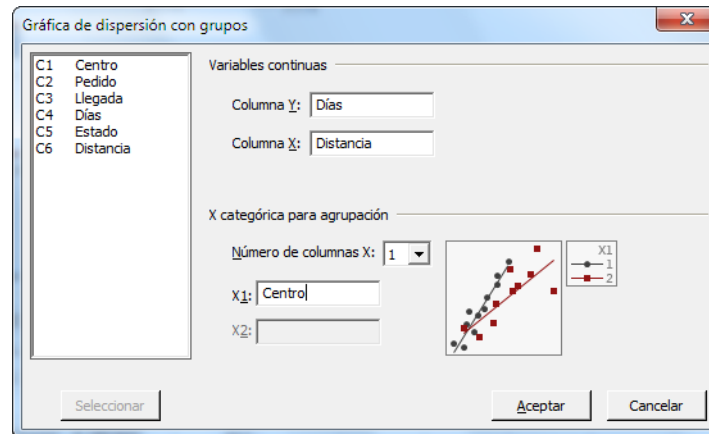 Gráfica de dispersión con grupos
C1 Centro
C2 Pedido
C3 Llegada
C4 Días
C5 Estado
C6 Distancia
Variables continuas
Columna Y: Días
Columna X: Distancia
X categórica para agrupación
Número de columnas X: 1
X1: Centro
X2:
X1
1
2
Seleccionar
Aceptar
Cancelar